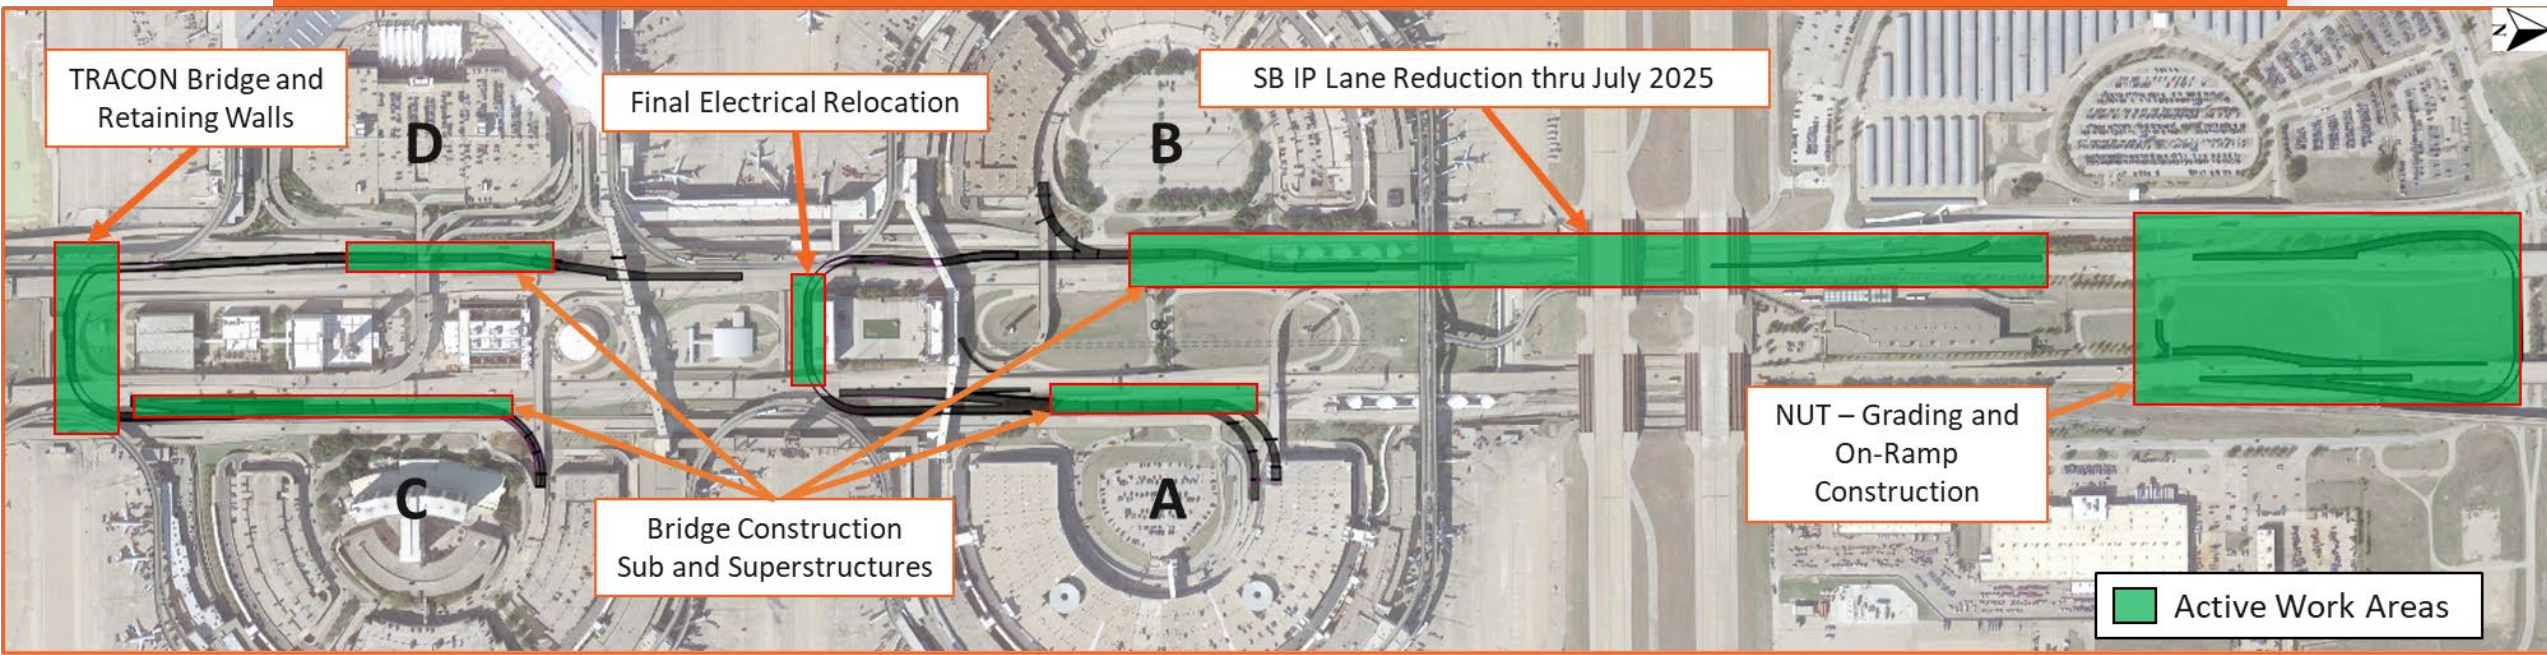 TRACON Bridge and
Retaining Walls
D
Final Electrical Relocation
B
SB IP Lane Reduction thru July 2025
N
C
Bridge Construction
Sub and Superstructures
A
NUT – Grading and
On-Ramp
Construction
Active Work Areas